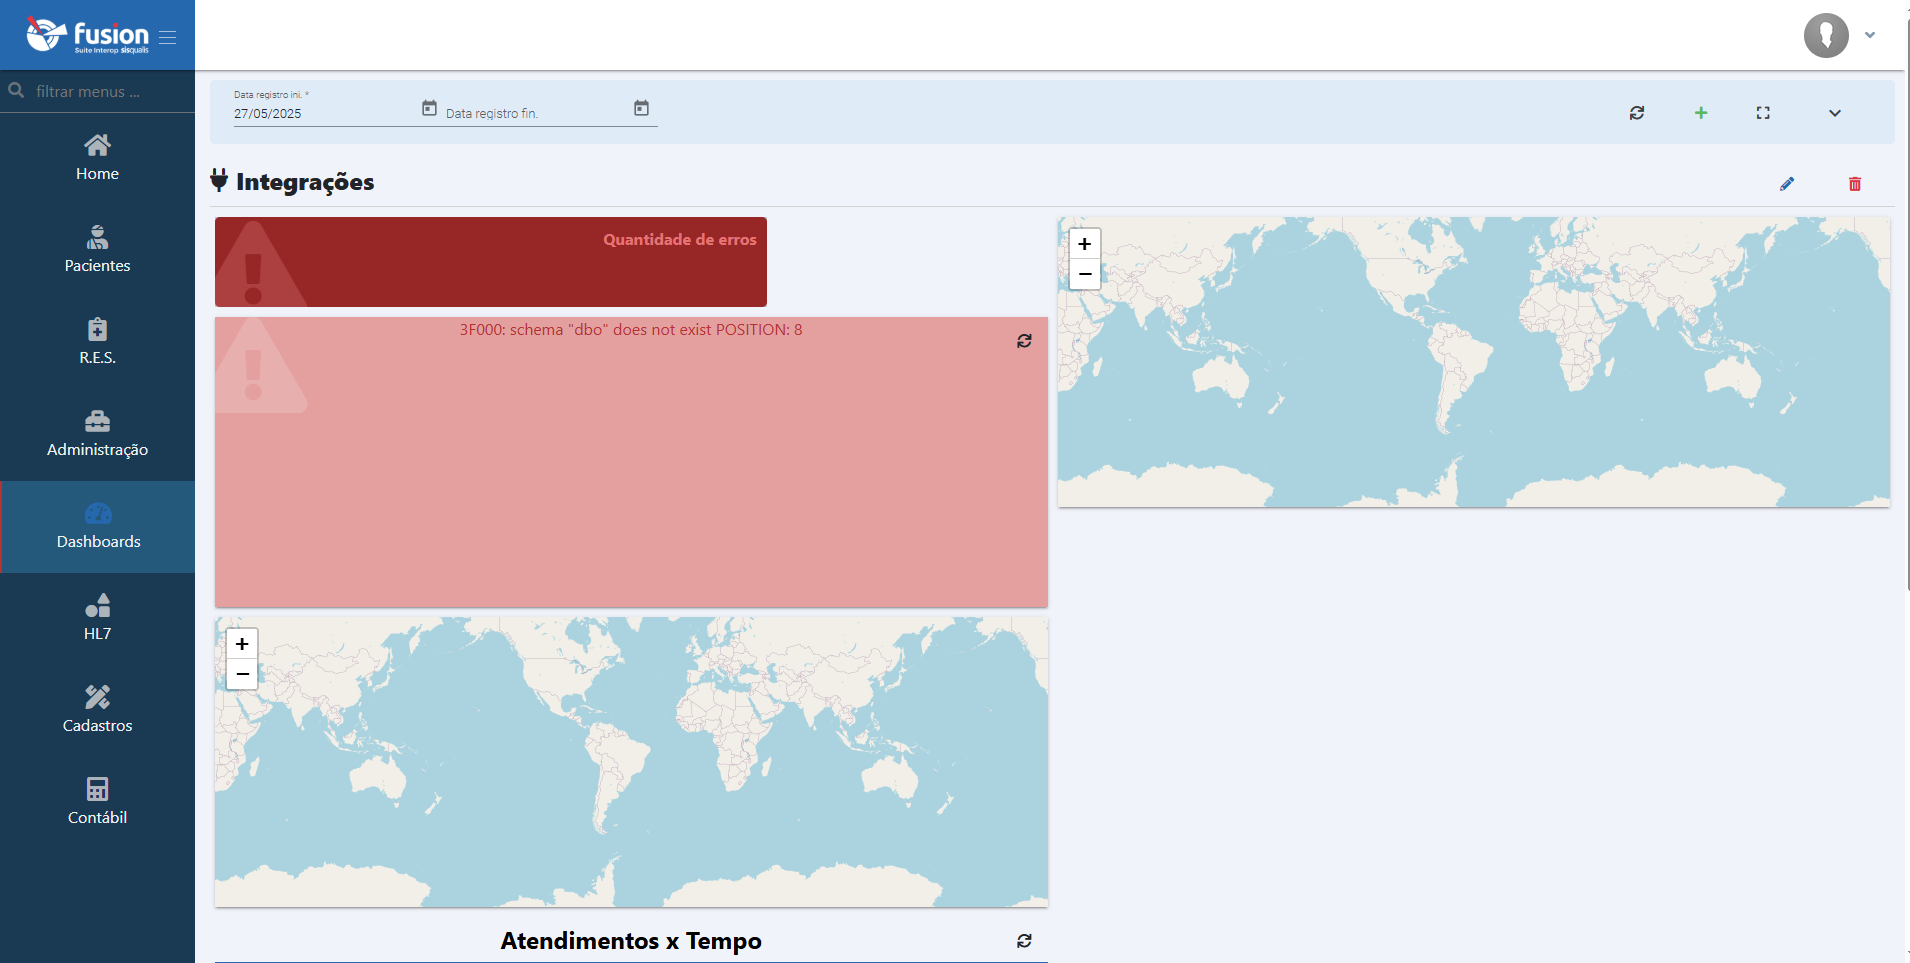 fusion
Suite Interop sisqualis
filtrar menus ...
Home
Pacientes
R.E.S.
Administração
Dashboards
HL7
Cadastros
Contábil
Data registro ini. *
27/05/2025
Data registro fin.
Integrações
Quantidade de erros
3F000: schema "dbo" does not exist POSITION: 8
+
−
+
−
Atendimentos x Tempo